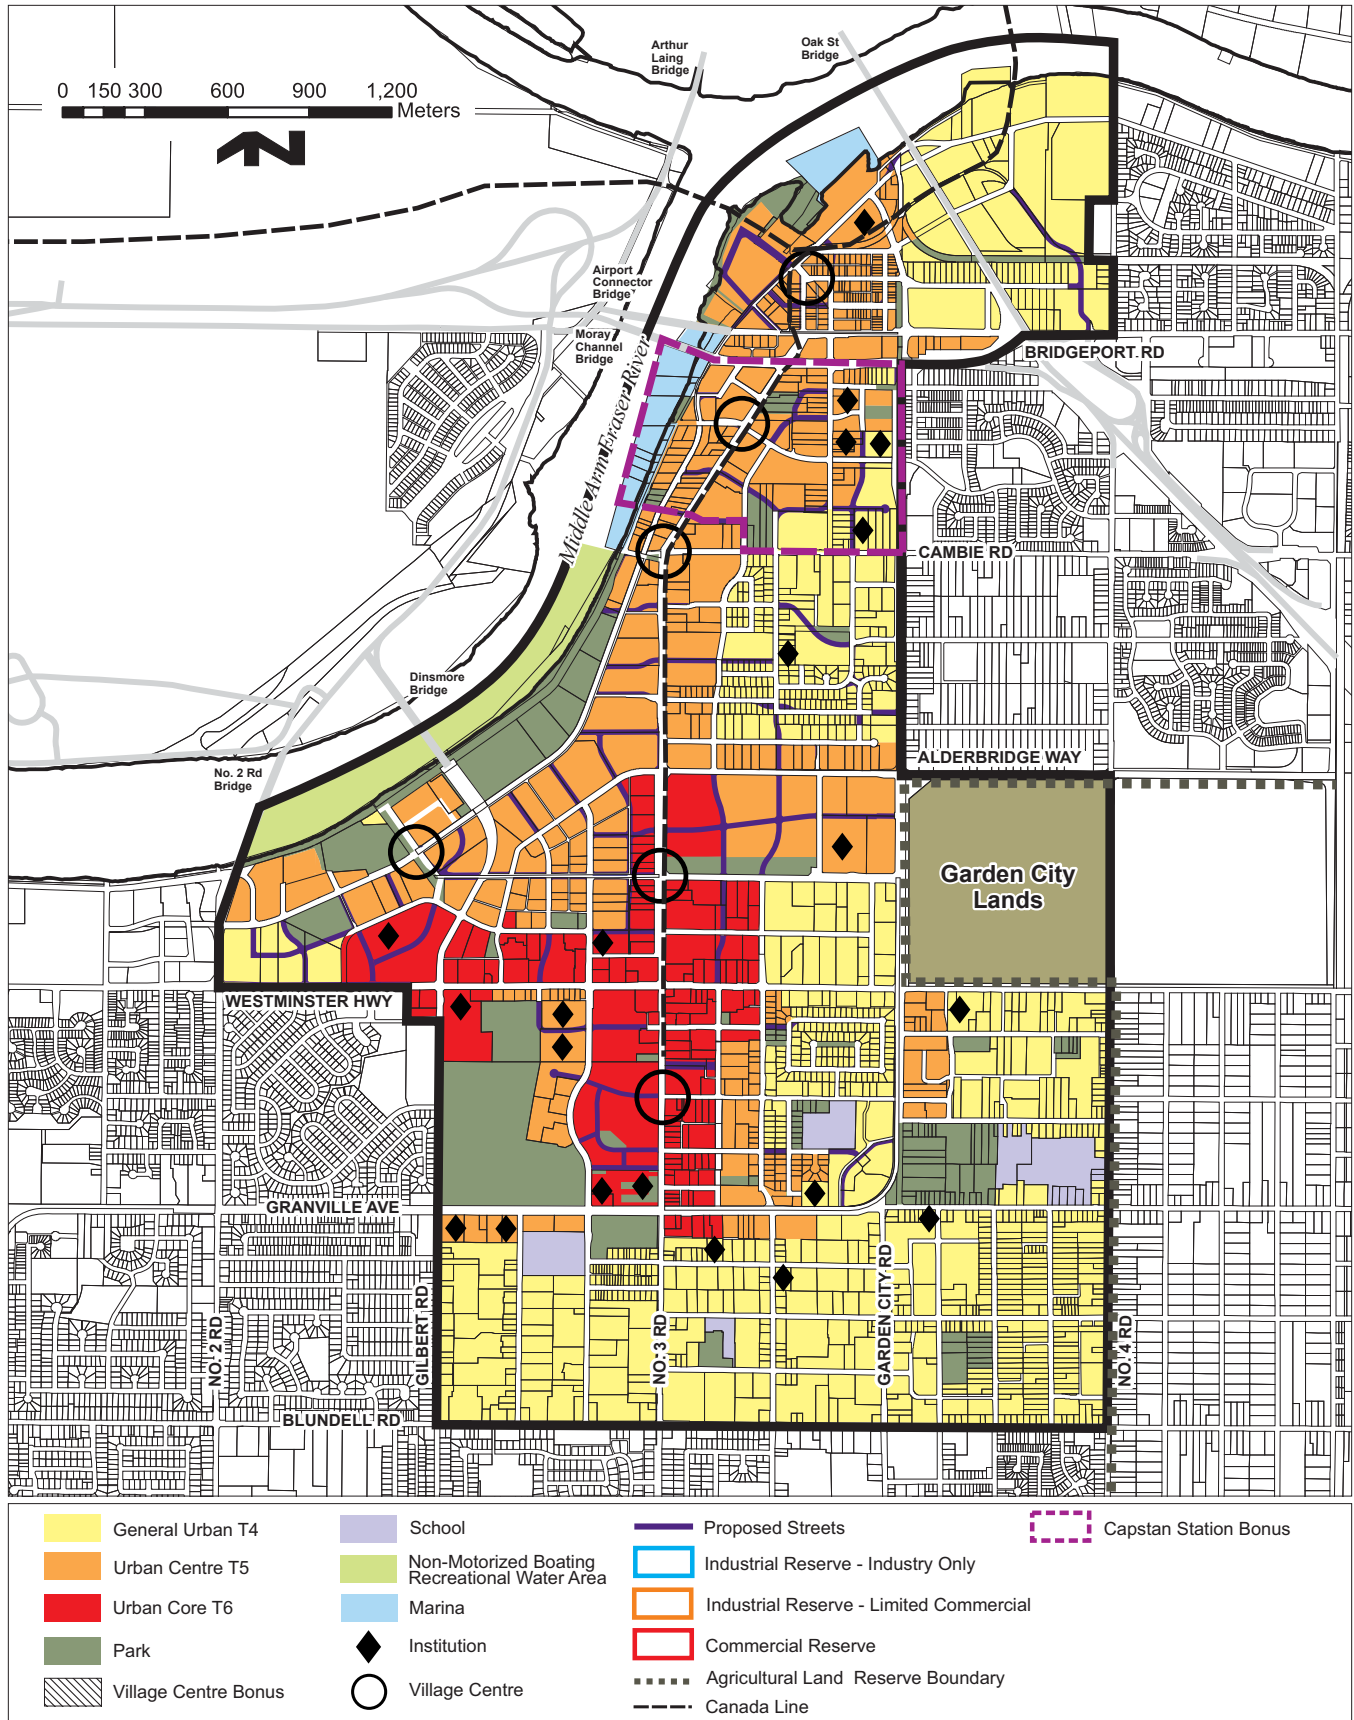 Arthur
Laing
Bridge
Oak St
Bridge
0 150 300 600 900 1,200
Meters
N
Airport
Connector
Bridge
Moray
Channel
Bridge
Middle Arm Fraser River
BRIDGEPORT RD
CAMBIE RD
Dinsmore
Bridge
No. 2 Rd
Bridge
ALDERBRIDGE WAY
Garden City
Lands
WESTMINSTER HWY
GRANVILLE AVE
NO. 2 RD
GILBERT RD
NO. 3 RD
GARDEN CITY RD
NO. 4 RD
BLUNDELL RD
General Urban T4
Urban Centre T5
Urban Core T6
Park
Village Centre Bonus
School
Non-Motorized Boating
Recreational Water Area
Marina
Institution
Village Centre
Proposed Streets
Industrial Reserve - Industry Only
Industrial Reserve - Limited Commercial
Commercial Reserve
Agricultural Land Reserve Boundary
Canada Line
Capstan Station Bonus